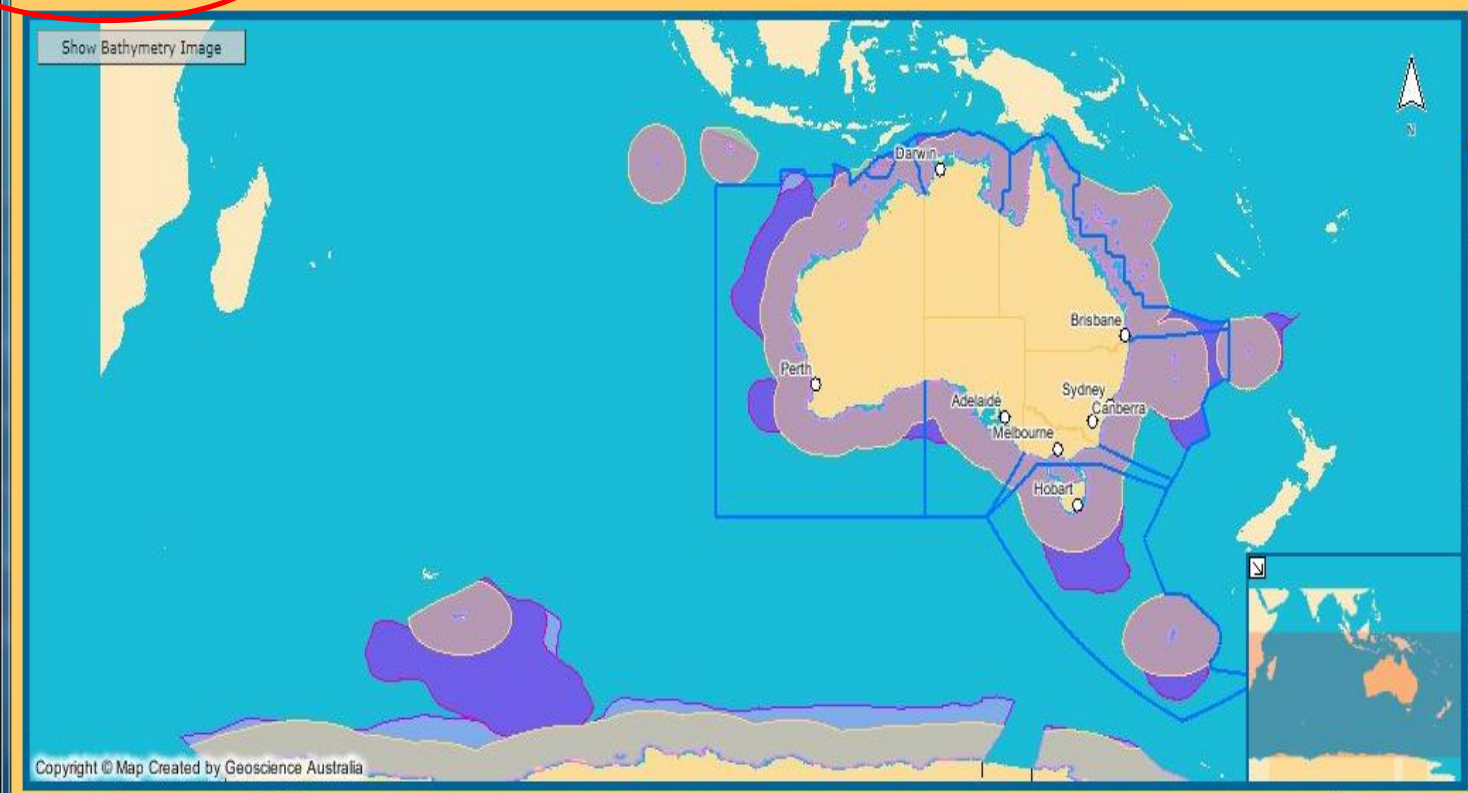 Show Bathymetry Image
N
Darwin
Brisbane
Perth
Sydney
Adelaide
Canberra
Melbourne
Hobart
Copyright © Map Created by Geoscience Australia